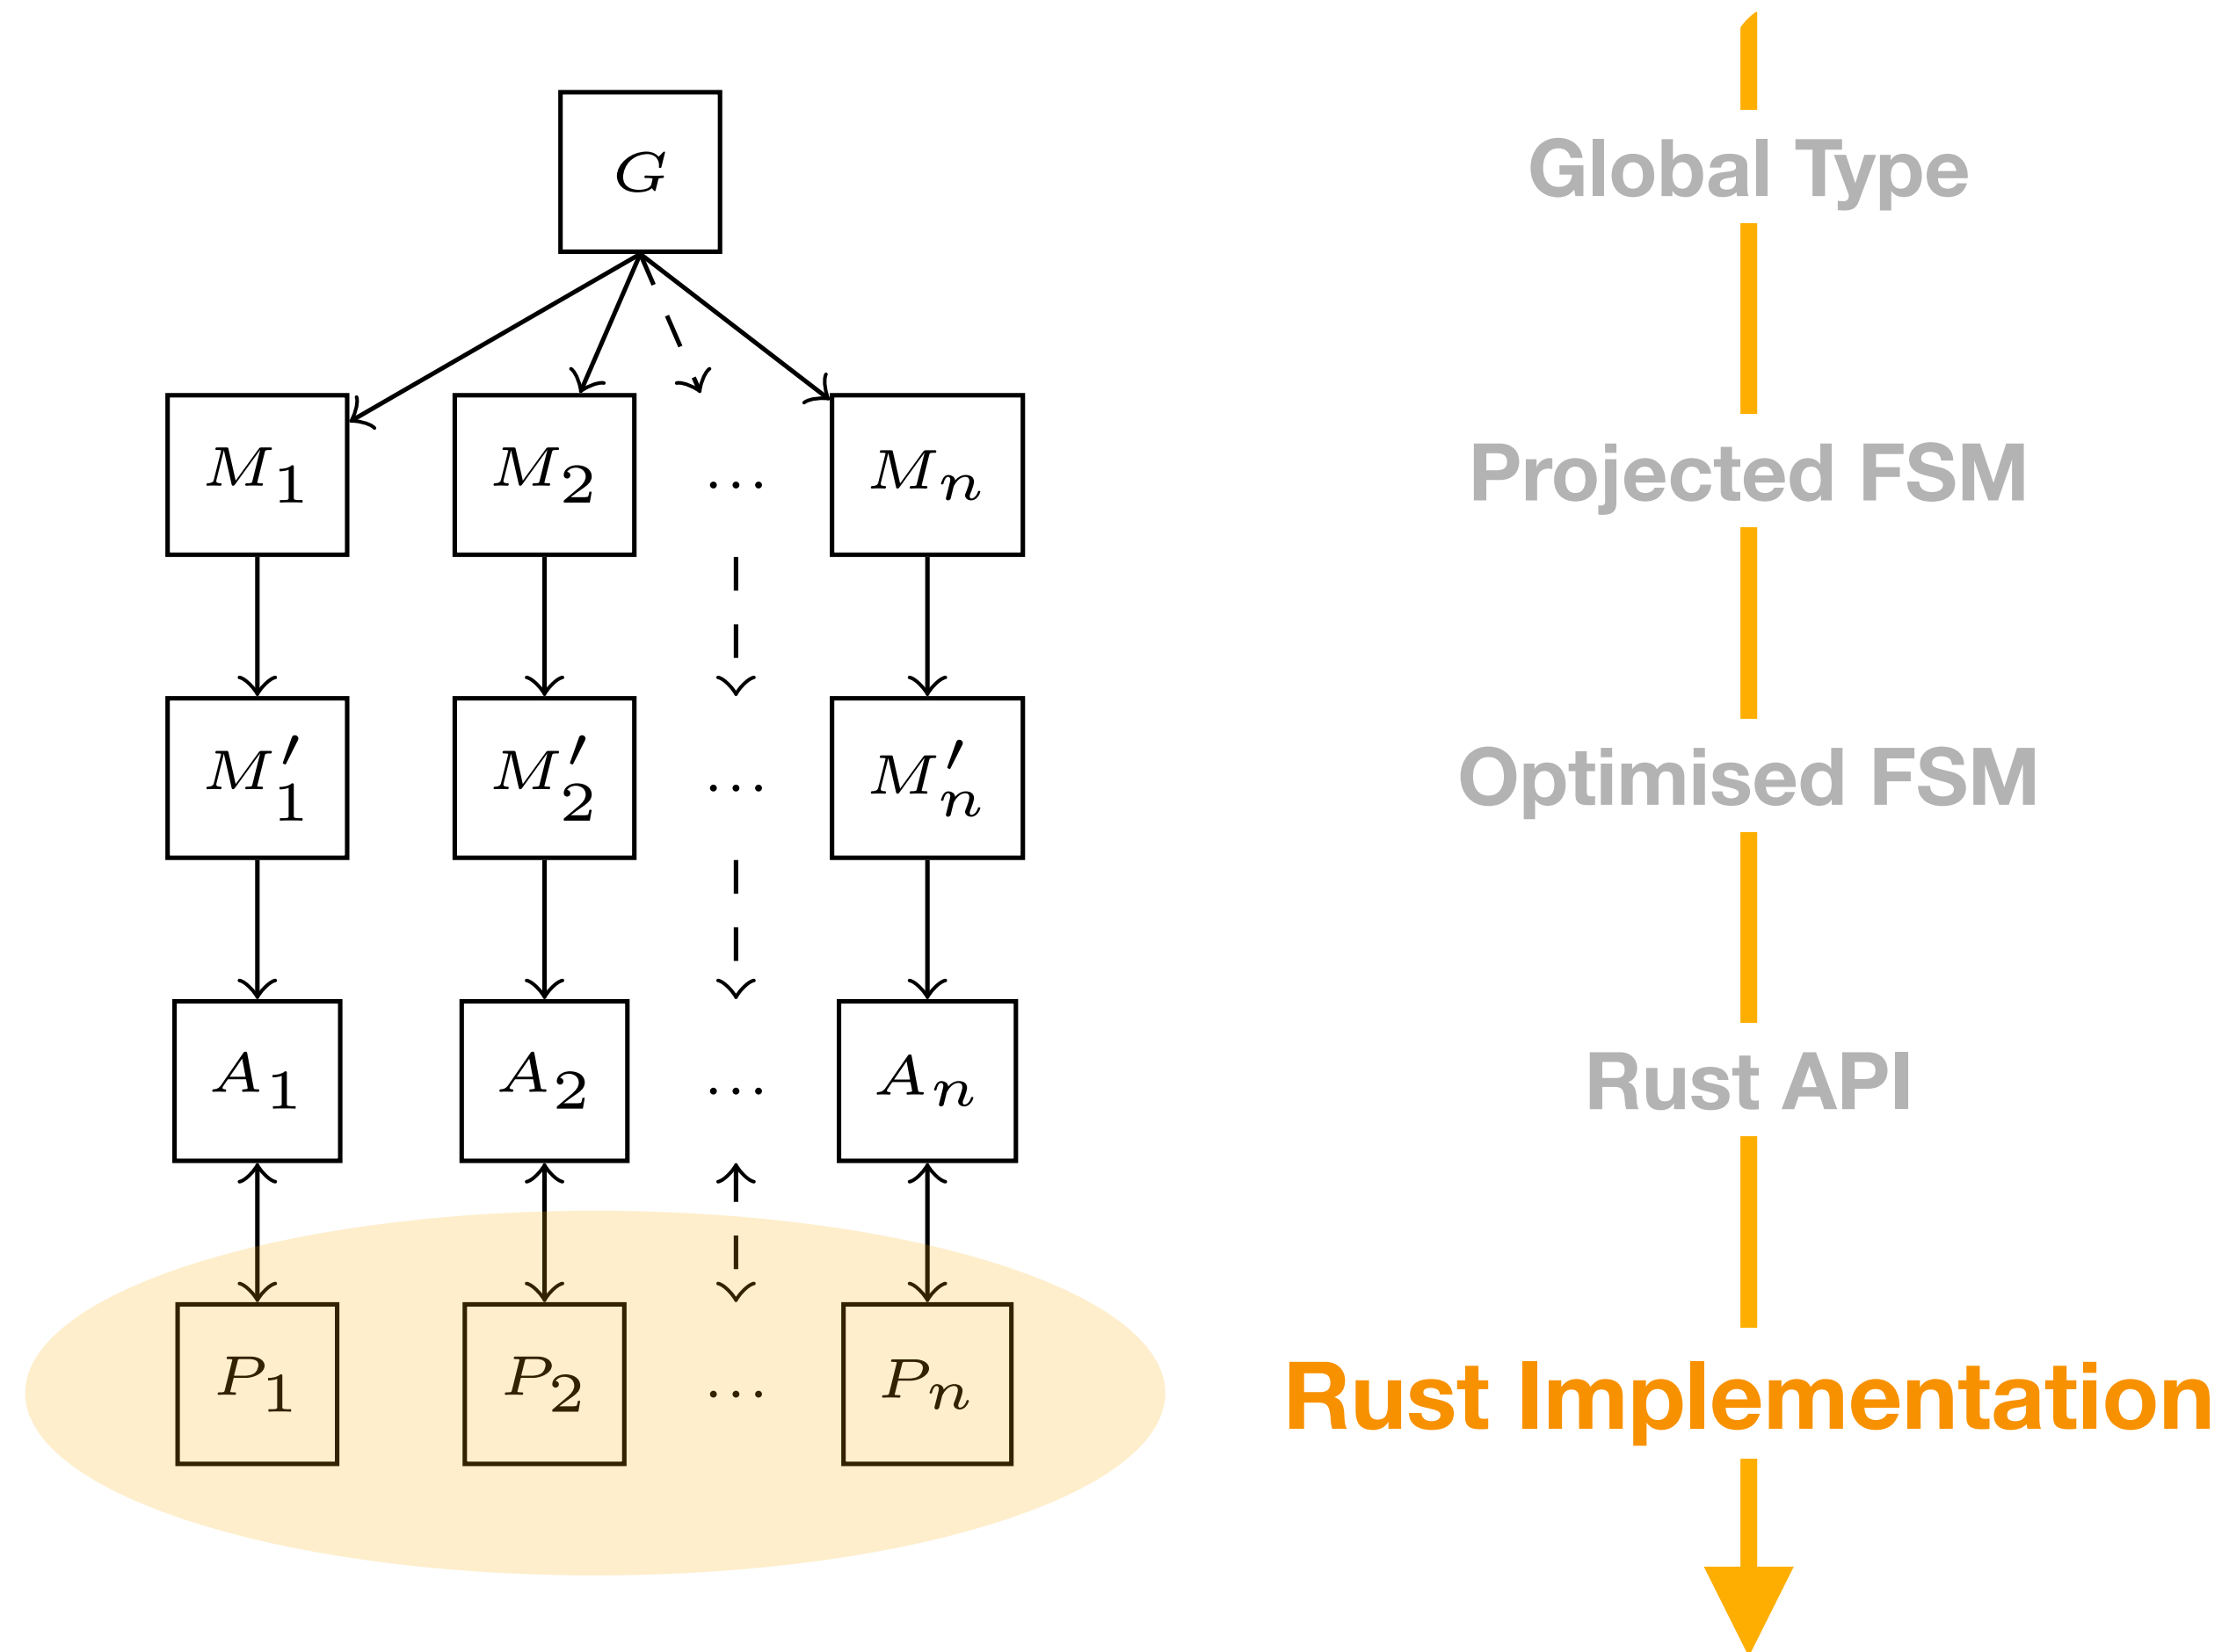 G Global Type
M₁ M₂ ... Mₙ Projected FSM
M′₁ M′₂ ... M′ₙ Optimised FSM
A₁ A₂ ... Aₙ Rust API
P₁ P₂ ... Pₙ Rust Implementation